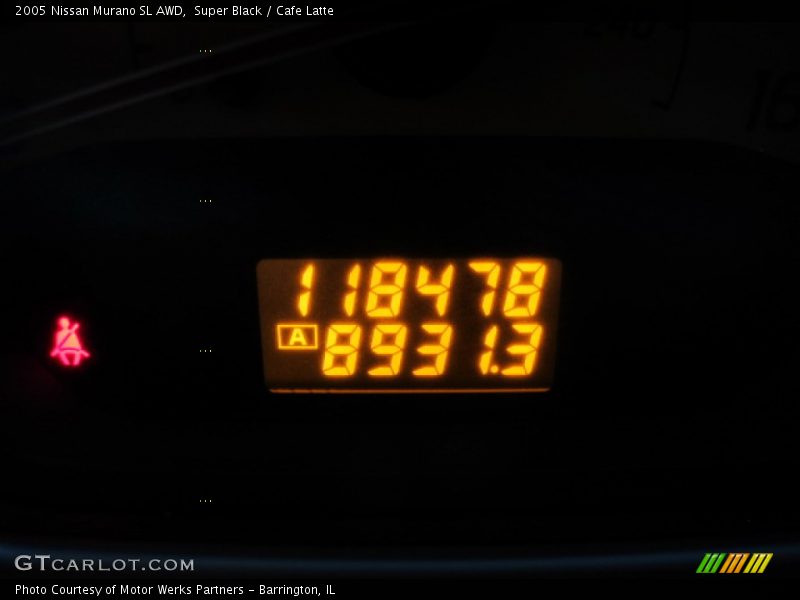 2005 Nissan Murano SL AWD,  Super Black / Cafe Latte
118478
A 8931.3
GTCARLOT.COM
Photo Courtesy of Motor Werks Partners - Barrington, IL